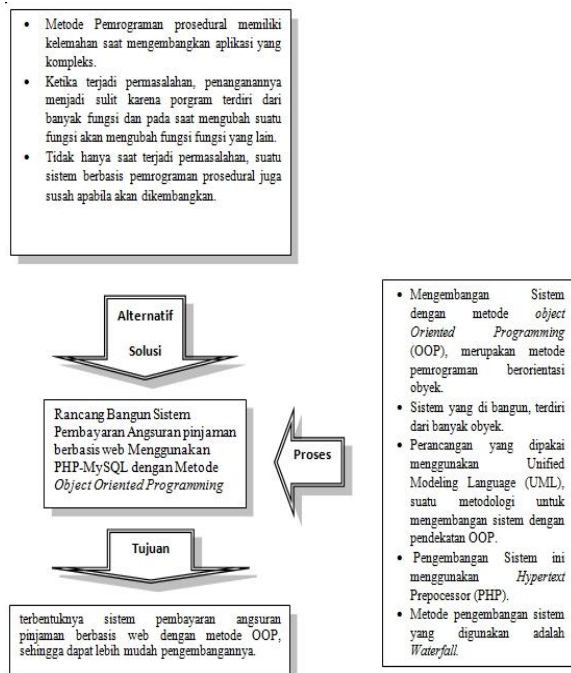 • Metode Pemrograman prosedural memiliki
kelemahan saat mengembangkan aplikasi yang
kompleks.
• Ketika terjadi permasalahan, penanganannya
menjadi sulit karena porgram terdiri dari
banyak fungsi dan pada saat mengubah suatu
fungsi akan mengubah fungsi fungsi yang lain.
• Tidak hanya saat terjadi permasalahan, suatu
sistem berbasis pemrograman prosedural juga
susah apabila akan dikembangkan.
Alternatif
Solusi
Rancang Bangun Sistem
Pembayaran Angsuran pinjaman
berbasis web Menggunakan
PHP-MySQL dengan Metode
Object Oriented Programming
Proses
• Mengembangan Sistem
dengan metode object
Oriented Programming
(OOP), merupakan metode
pemrograman berorientasi
obyek.
• Sistem yang di bangun, terdiri
dari banyak obyek.
• Perancangan yang dipakai
menggunakan Unified
Modeling Language (UML),
suatu metodologi untuk
mengembangan sistem dengan
pendekatan OOP.
• Pengembangan Sistem ini
menggunakan Hypertext
Prepocessor (PHP).
• Metode pengembangan sistem
yang digunakan adalah
Waterfall.
Tujuan
terbentuknya sistem pembayaran angsuran
pinjaman berbasis web dengan metode OOP,
sehingga dapat lebih mudah pengembangannya.